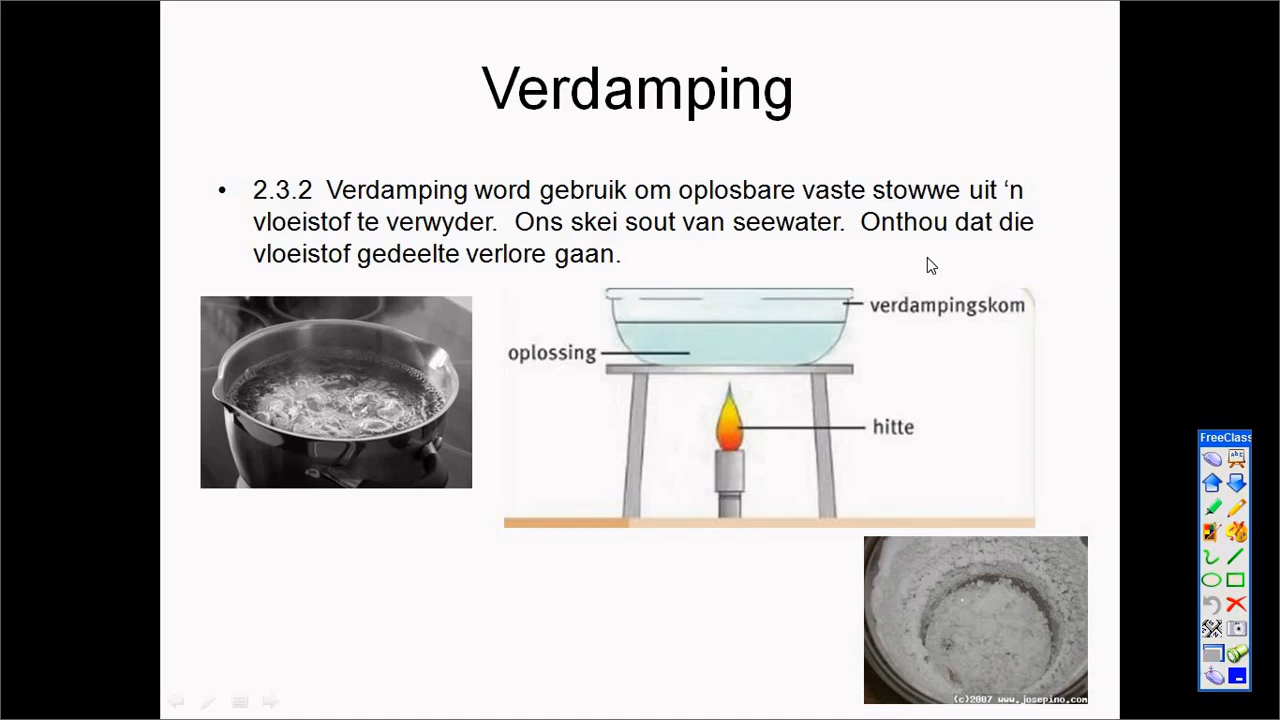 Verdamping
• 2.3.2 Verdamping word gebruik om oplosbare vaste stowwe uit ‘n
vloeistof te verwyder. Ons skei sout van seewater. Onthou dat die
vloeistof gedeelte verlore gaan.
verdampingskom
oplossing
hitte
FreeClass
abc
(c)2007 www.josepino.com